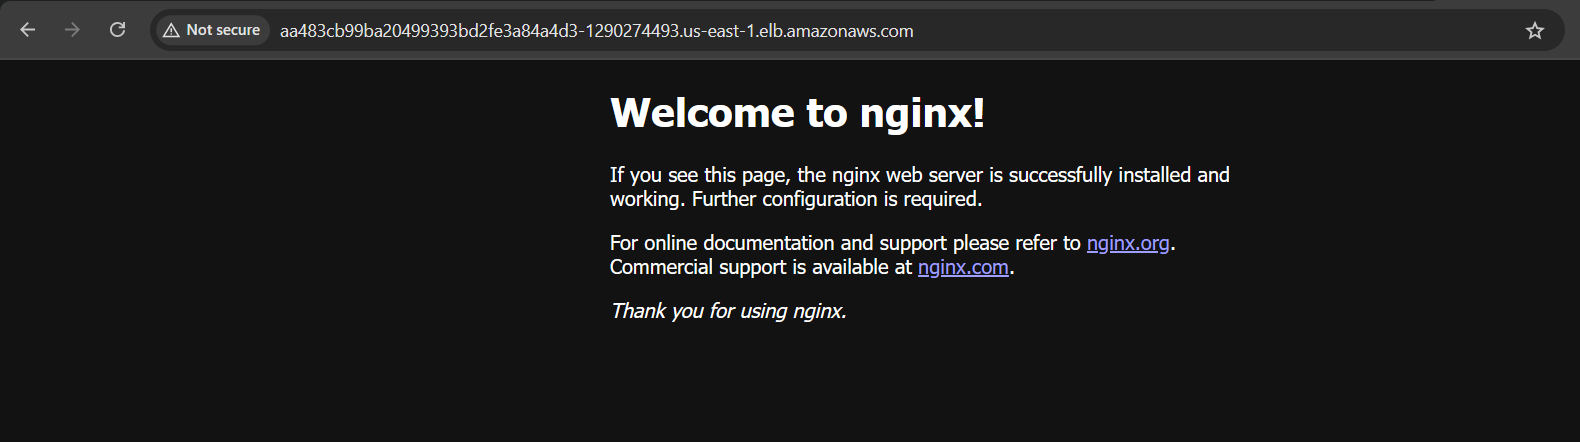 Not secure aa483cb99ba20499393bd2fe3a84a4d3-1290274493.us-east-1.elb.amazonaws.com
Welcome to nginx!
If you see this page, the nginx web server is successfully installed and
working. Further configuration is required.
For online documentation and support please refer to nginx.org.
Commercial support is available at nginx.com.
Thank you for using nginx.